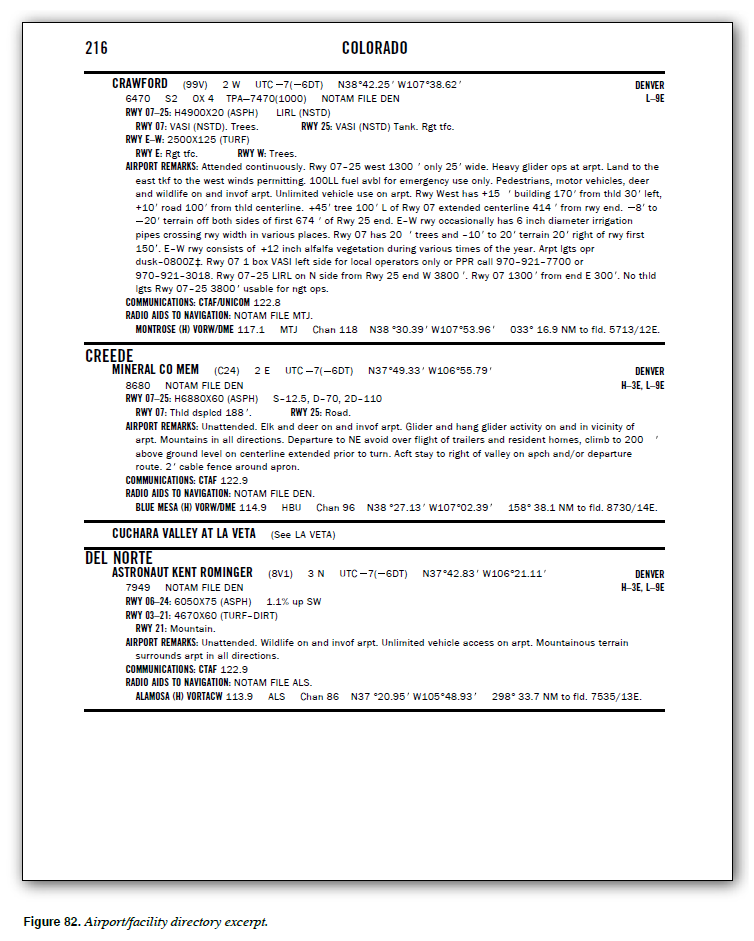 216
COLORADO
CRAWFORD (99V) 2 W UTC–7(–6DT) N38°42.25′ W107°38.62′ DENVER
6470 S2 OX 4 TPA–7470(1000) NOTAM FILE DEN L–9E
RWY 07–25: H4900X20 (ASPH) LIRL (NSTD)
RWY 07: VASI (NSTD). Trees. RWY 25: VASI (NSTD) Tank. Rgt tfc.
RWY E–W: 2500X125 (TURF)
RWY E: Rgt tfc. RWY W: Trees.
AIRPORT REMARKS: Attended continuously. Rwy 07–25 west 1300 ′ only 25′ wide. Heavy glider ops at arpt. Land to the
east tkf to the west winds permitting. 100LL fuel avbl for emergency use only. Pedestrians, motor vehicles, deer
and wildlife on and invof arpt. Unlimited vehicle use on arpt. Rwy West has +15 ′ building 170′ from thld 30′ left,
+10′ road 100′ from thld centerline. +45′ tree 100′ L of Rwy 07 extended centerline 414 ′ from rwy end. –8′ to
–20′ terrain off both sides of first 674 ′ of Rwy 25 end. E–W rwy occasionally has 6 inch diameter irrigation
pipes crossing rwy width in various places. Rwy 07 has 20 ′ trees and –10′ to 20′ terrain 20′ right of rwy first
150′. E–W rwy consists of +12 inch alfalfa vegetation during various times of the year. Arpt lgts opr
dusk–0800Z‡. Rwy 07 1 box VASI left side for local operators only or PPR call 970–921–7700 or
970–921–3018. Rwy 07–25 LIRL on N side from Rwy 25 end W 3800 ′. Rwy 07 1300′ from end E 300′. No thld
lgts Rwy 07–25 3800′ usable for ngt ops.
COMMUNICATIONS: CTAF/UNICOM 122.8
RADIO AIDS TO NAVIGATION: NOTAM FILE MTJ.
MONTROSE (H) VORW/DME 117.1 MTJ Chan 118 N38°30.39′ W107°53.96′ 033° 16.9 NM to fld. 5713/12E.
CREEDE
MINERAL CO MEM (C24) 2 E UTC–7(–6DT) N37°49.33′ W106°55.79′ DENVER
8680 NOTAM FILE DEN H–3E, L–9E
RWY 07–25: H6880X60 (ASPH) S–12.5, D–70, 2D–110
RWY 07: Thld dsplcd 188′. RWY 25: Road.
AIRPORT REMARKS: Unattended. Elk and deer on and invof arpt. Glider and hang glider activity on and in vicinity of
arpt. Mountains in all directions. Departure to NE avoid over flight of trailers and resident homes, climb to 200 ′
above ground level on centerline extended prior to turn. Acft stay to right of valley on apch and/or departure
route. 2′ cable fence around apron.
COMMUNICATIONS: CTAF 122.9
RADIO AIDS TO NAVIGATION: NOTAM FILE DEN.
BLUE MESA (H) VORW/DME 114.9 HBU Chan 96 N38°27.13′ W107°02.39′ 158° 38.1 NM to fld. 8730/14E.
CUCHARA VALLEY AT LA VETA (See LA VETA)
DEL NORTE
ASTRONAUT KENT ROMINGER (8V1) 3 N UTC–7(–6DT) N37°42.83′ W106°21.11′ DENVER
7949 NOTAM FILE DEN H–3E, L–9E
RWY 06–24: 6050X75 (ASPH) 1.1% up SW
RWY 03–21: 4670X60 (TURF–DIRT)
RWY 21: Mountain.
AIRPORT REMARKS: Unattended. Wildlife on and invof arpt. Unlimited vehicle access on arpt. Mountainous terrain
surrounds arpt in all directions.
COMMUNICATIONS: CTAF 122.9
RADIO AIDS TO NAVIGATION: NOTAM FILE ALS.
ALAMOSA (H) VORTACW 113.9 ALS Chan 86 N37°20.95′ W105°48.93′ 298° 33.7 NM to fld. 7535/13E.
Figure 82. Airport/facility directory excerpt.